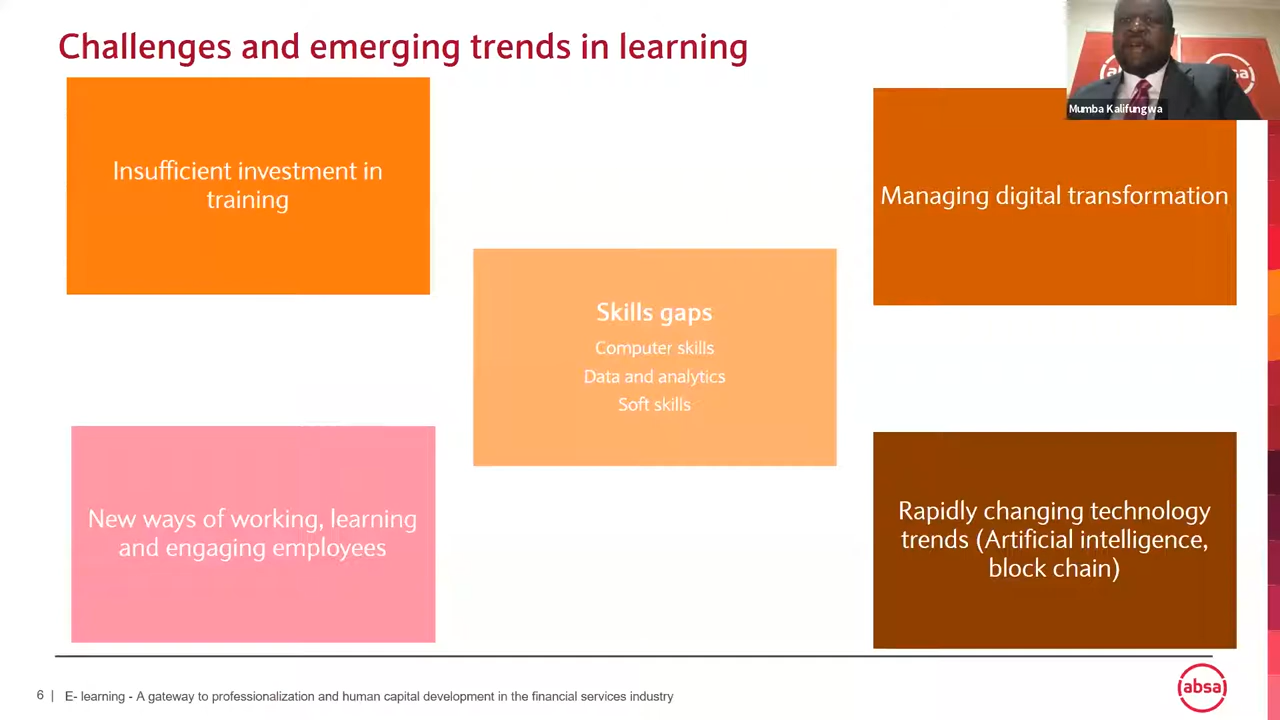 Challenges and emerging trends in learning
absa
Mumba Kalifungwa
Insufficient investment in
training
Managing digital transformation
Skills gaps
Computer skills
Data and analytics
Soft skills
New ways of working, learning
and engaging employees
Rapidly changing technology
trends (Artificial intelligence,
block chain)
6 | E- learning - A gateway to professionalization and human capital development in the financial services industry
absa